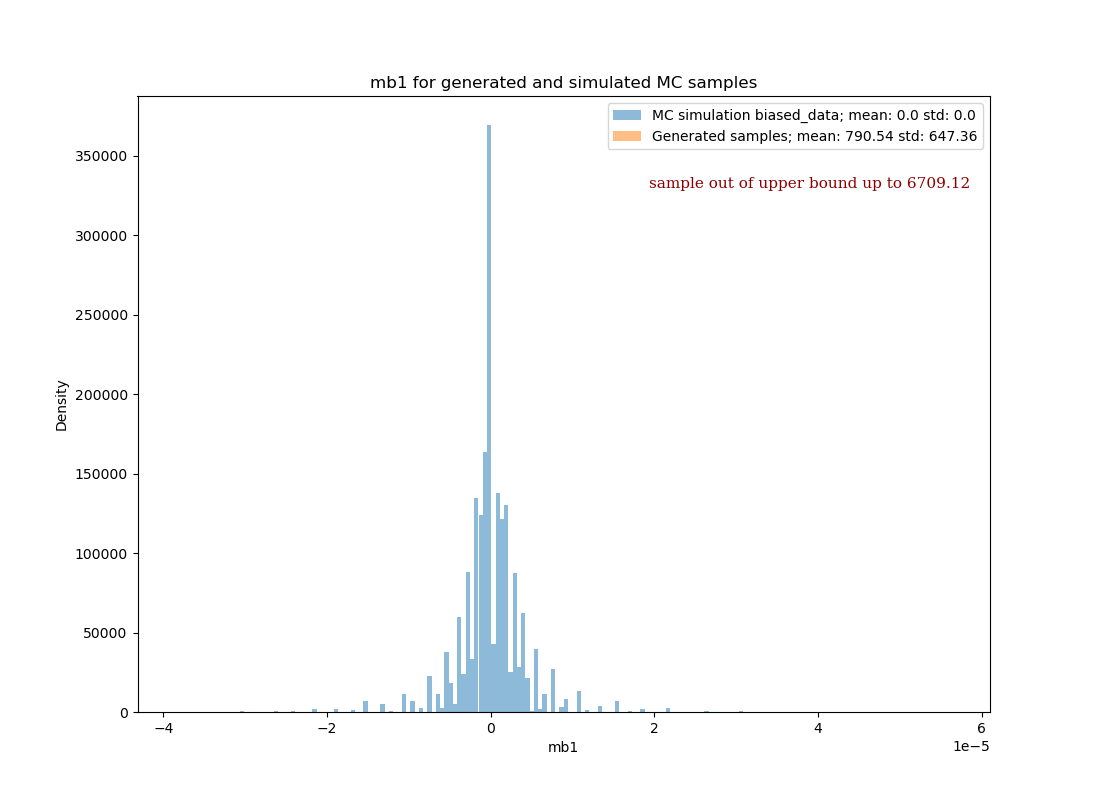 mb1 for generated and simulated MC samples
MC simulation biased_data; mean: 0.0 std: 0.0
Generated samples; mean: 790.54 std: 647.36
sample out of upper bound up to 6709.12
Density
350000
300000
250000
200000
150000
100000
50000
0
−4
−2
0
2
4
6
1e−5
mb1